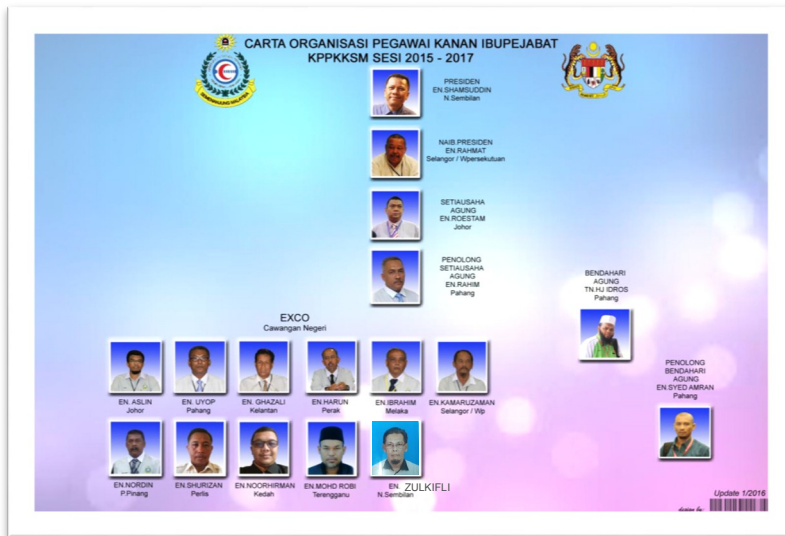 CARTA ORGANISASI PEGAWAI KANAN IBUPEJABAT
KPPKKSM SESI 2015 - 2017
PRESIDEN
EN.SHAMSUDDIN
N.Sembilan
NAIB.PRESIDEN
EN.RAHMAT
Selangor / Wpersekutuan
SETIAUSAHA
AGUNG
EN.ROESTAM
Johor
PENOLONG
SETIAUSAHA
AGUNG
EN.RAHIM
Pahang
BENDAHARI
AGUNG
TN.HJ IDROS
Pahang
PENOLONG
BENDAHARI
AGUNG
EN.SYED AMRAN
Pahang
EXCO
Cawangan Negeri
EN. ASLIN
Johor
EN. UYOP
Pahang
EN. GHAZALI
Kelantan
EN.HARUN
Perak
EN.IBRAHIM
Melaka
EN.KAMARUZAMAN
Selangor / Wp
EN.NORDIN
P.Pinang
EN.SHURIZAN
Perlis
EN.NOORHIRMAN
Kedah
EN.MOHD ROBI
Terengganu
EN. ZULKIFLI
N.Sembilan
Update 1/2016
design by: